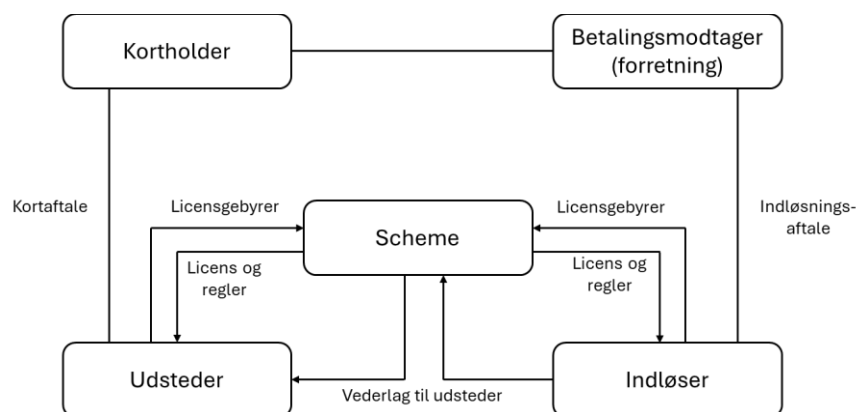 Kortholder
Betalingsmodtager
(forretning)
Kortaftale
Licensgebyrer
Licensgebyrer
Indløsnings-
aftale
Scheme
Licens og
regler
Licens og
regler
Udsteder
Vederlag til udsteder
Indløser